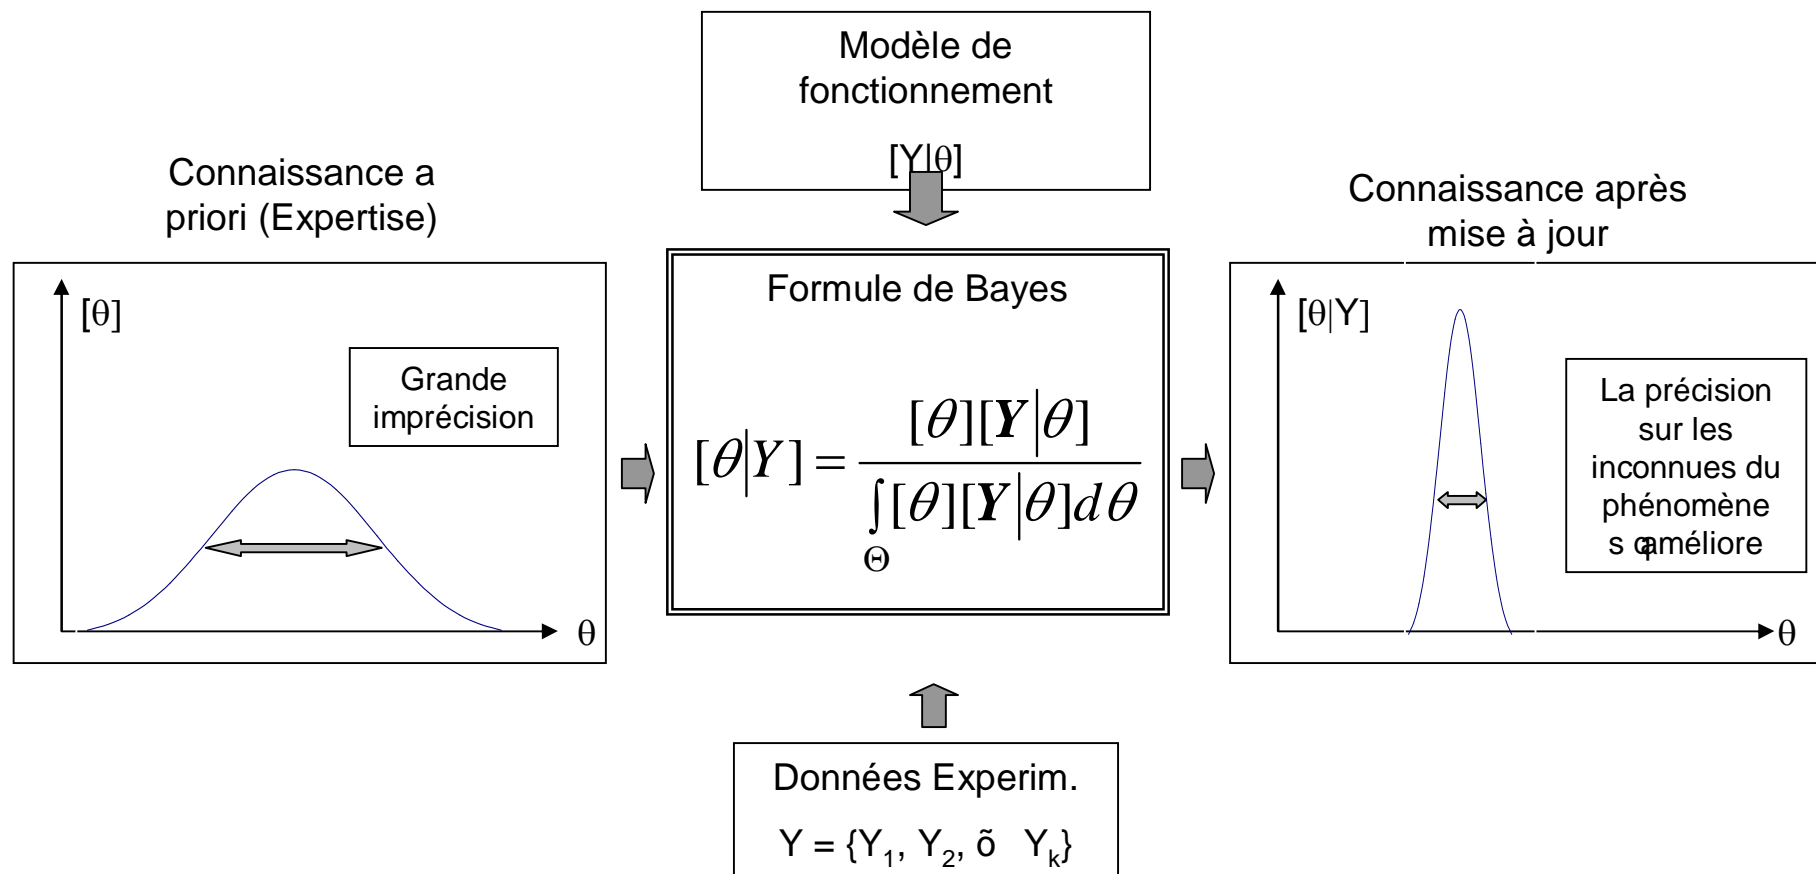 Modèle de
fonctionnement
[Y|θ]
Connaissance a
priori (Expertise)
[θ]
Grande
imprécision
θ
Formule de Bayes
[θ|Y] = [θ][Y|θ] / ∫Θ [θ][Y|θ]dθ
Connaissance après
mise à jour
[θ|Y]
La précision
sur les
inconnues du
phénomène
s améliore
θ
Données Experim.
Y = {Y₁, Y₂, õ Yₖ}